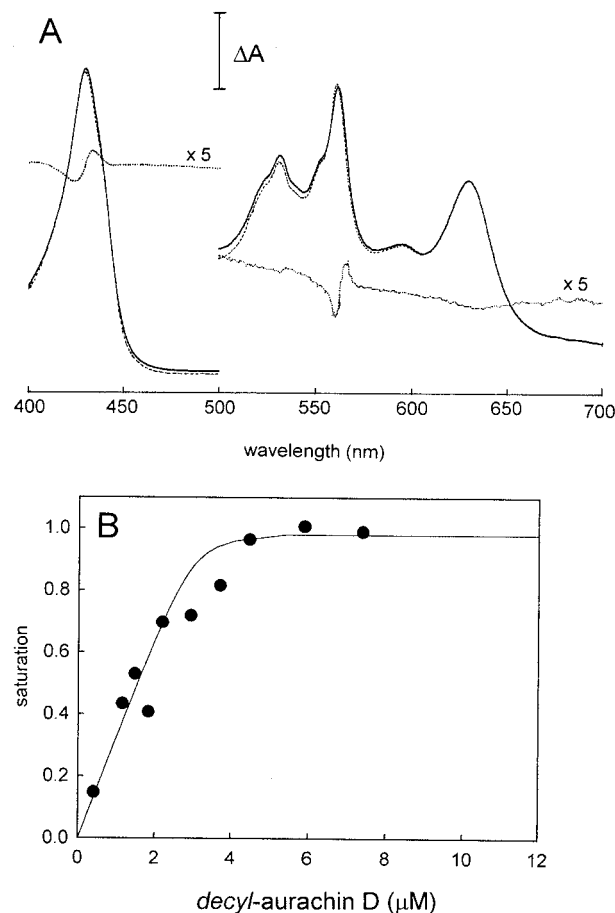 A
ΔA
x 5
x 5
400 450 500 550 600 650 700
wavelength (nm)
B
1.0
0.8
0.6
0.4
0.2
0.0
saturation
0 2 4 6 8 10 12
decyl-aurachin D (μM)